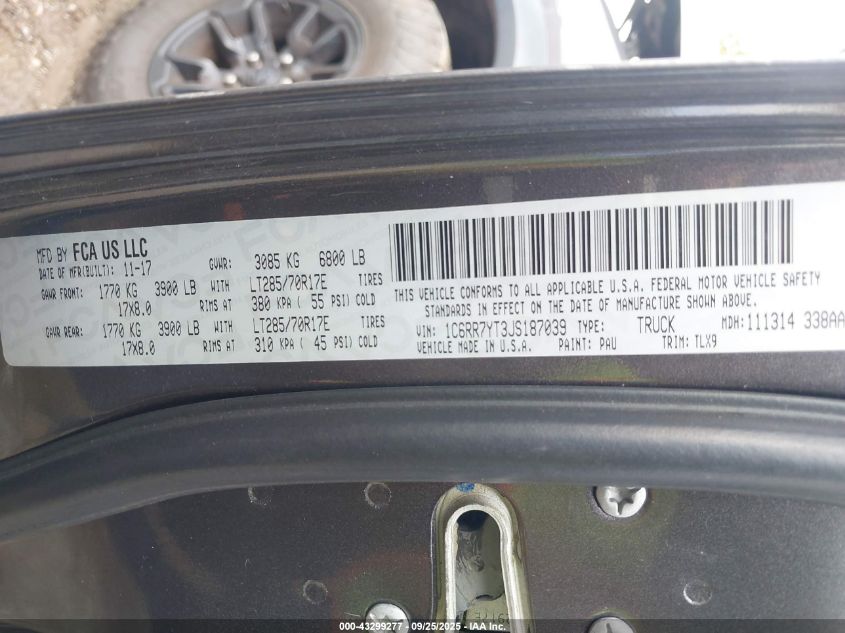 MFD BY FCA US LLC
DATE OF MFR(BUILT): 11-17
GVWR: 3085 KG 6800 LB
GAWR FRONT: 1770 KG 3900 LB WITH LT285/70R17E TIRES
17X8.0 RIMS AT 380 KPA ( 55 PSI) COLD
GAWR REAR: 1770 KG 3900 LB WITH LT285/70R17E TIRES
17X8.0 RIMS AT 310 KPA ( 45 PSI) COLD
THIS VEHICLE CONFORMS TO ALL APPLICABLE U.S.A. FEDERAL MOTOR VEHICLE SAFETY
STANDARDS IN EFFECT ON THE DATE OF MANUFACTURE SHOWN ABOVE.
VIN: 1C6RR7YT3JS187039 TYPE: TRUCK MDH: 111314 338AA
VEHICLE MADE IN U.S.A. PAINT: PAU TRIM: TLX9
000-43299277 - 09/25/2025 - © IAA Holdings, LLC